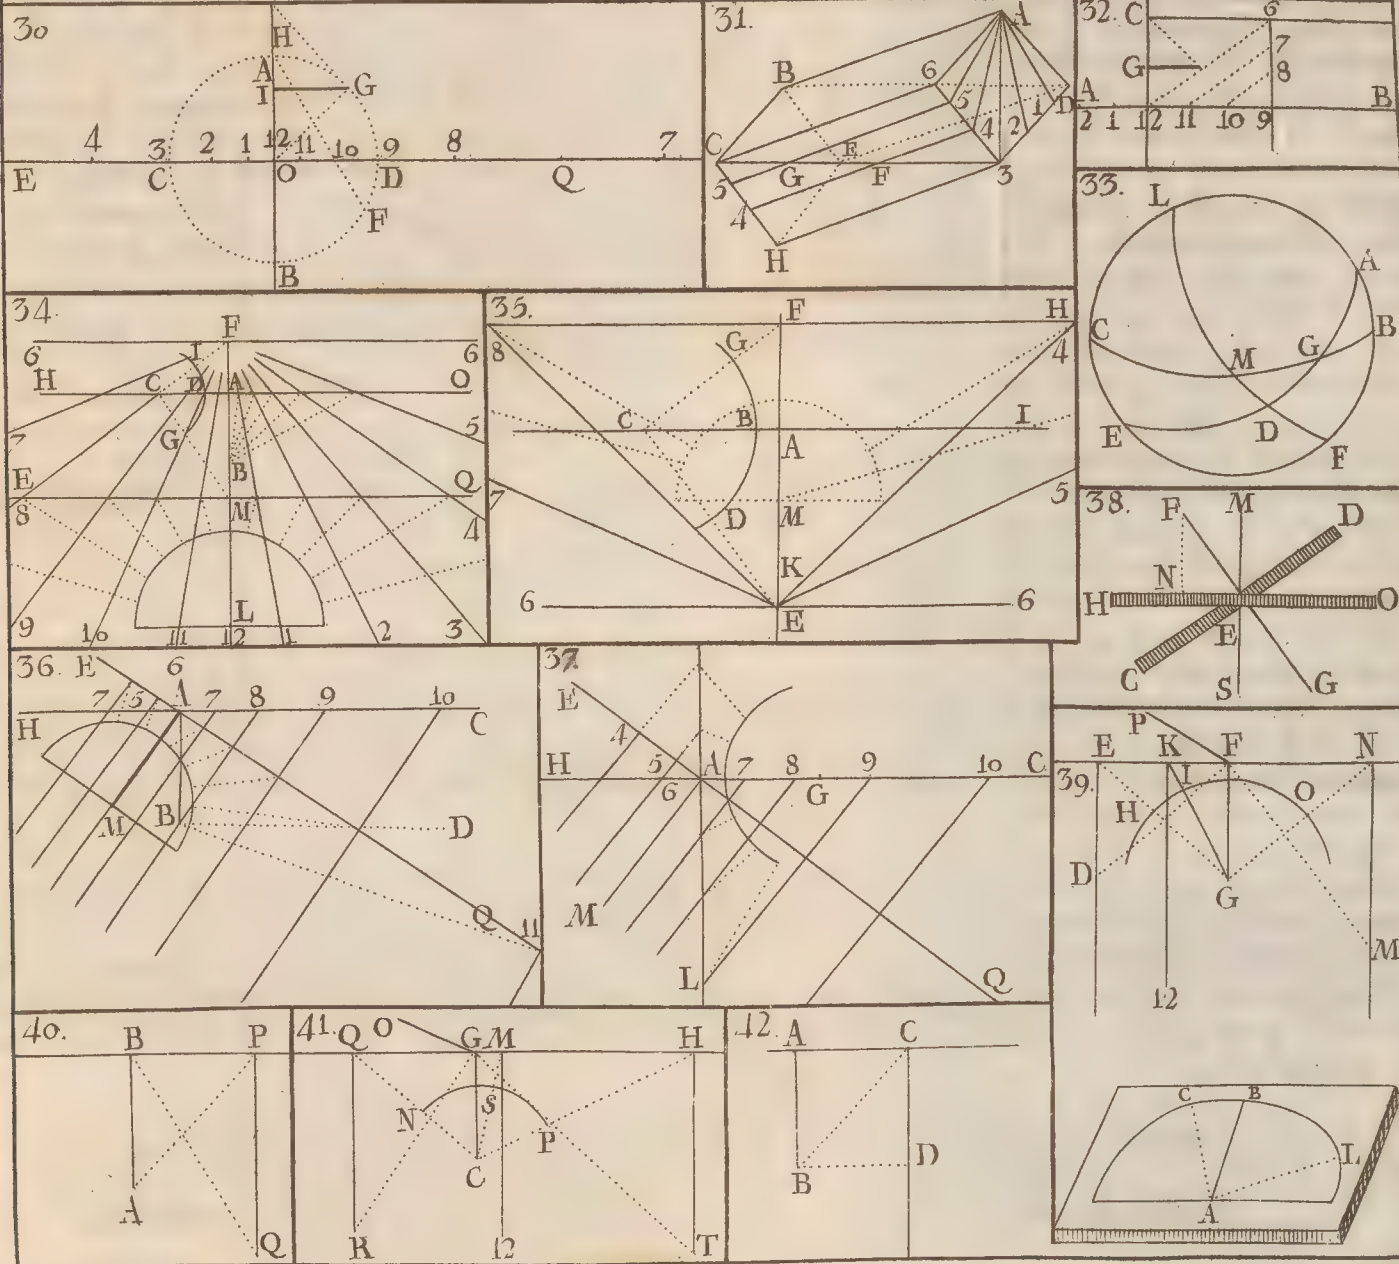 30
H
A
I G
4 3 2 1 12 11 10 9 8 7
E C O D Q
F
B
31.
A
B 6
5 4 2 1 D
C E
5 G F 3
4
H
32. C 6
7
G 8
A B
2 1 12 11 10 9
33.
L
A
C B
M G
E D
F
34.
F
6 I 6
H C D A O
7 G 5
B
E Q
8 M 4
L
9 10 11 12 1 2 3
35.
F H
8 G 4
C B I
A
7 D M 5
K
6 6
E
38.
F M D
N
H O
E
C S G
36. E 6
7 5 A 7 8 9 10
H C
M B D
Q 11
37.
E
4
H 5 A 7 8 9 10 C
6 G
M
L Q
P
E K F N
39. I
H O
D
G
M
12
C B
L
A
40. B P
A
Q
41. Q O G M H
N S
P
C
R 12 T
42. A C
B D